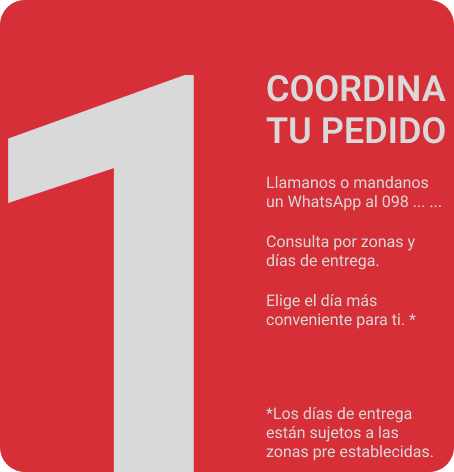 1
COORDINA
TU PEDIDO
Llamanos o mandanos
un WhatsApp al 098 ... ...
Consulta por zonas y
días de entrega.
Elige el día más
conveniente para ti. *
*Los días de entrega
están sujetos a las
zonas pre establecidas.